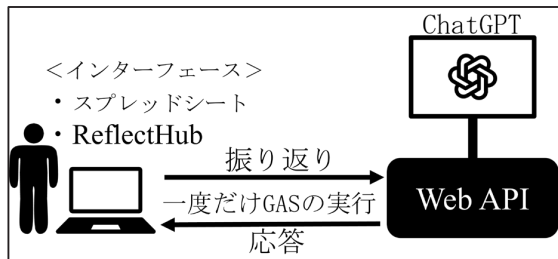 ChatGPT
＜インターフェース＞
・スプレッドシート
・ReflectHub
振り返り
一度だけGASの実行
応答
Web API